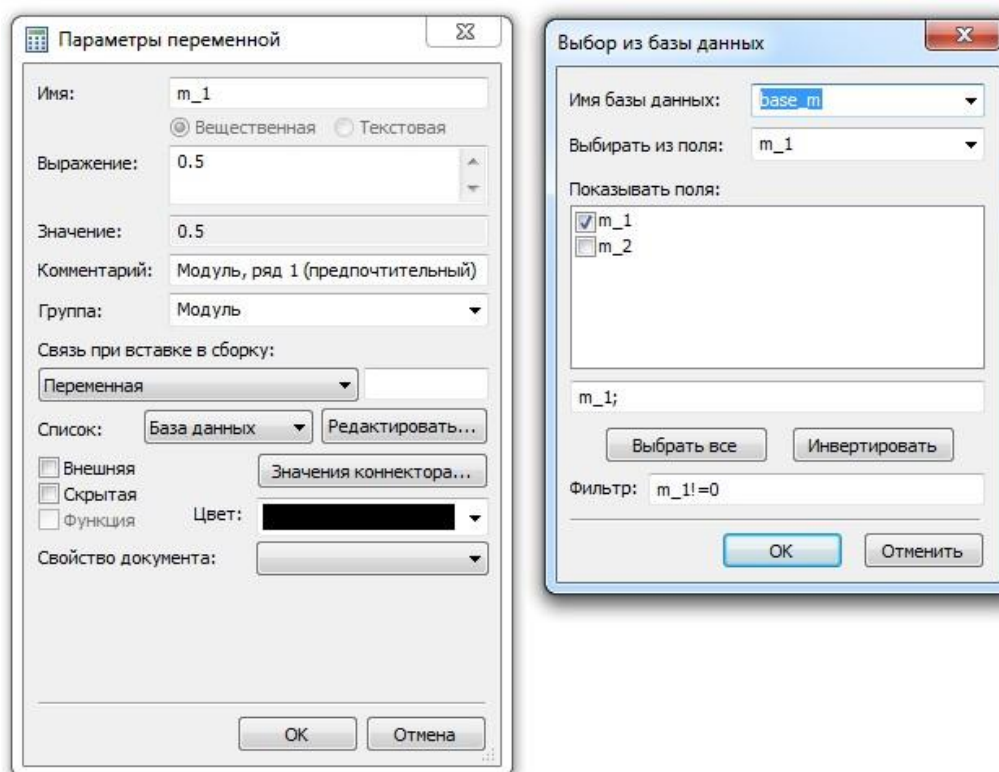 Параметры переменной
Имя: m_1
Вещественная Текстовая
Выражение: 0.5
Значение: 0.5
Комментарий: Модуль, ряд 1 (предпочтительный)
Группа: Модуль
Связь при вставке в сборку:
Переменная
Список: База данных Редактировать...
Внешняя Значения коннектора...
Скрытая
Функция Цвет:
Свойство документа:
OK Отмена
Выбор из базы данных
Имя базы данных: base_m
Выбирать из поля: m_1
Показывать поля:
m_1
m_2
m_1;
Выбрать все Инвертировать
Фильтр: m_1!=0
OK Отменить